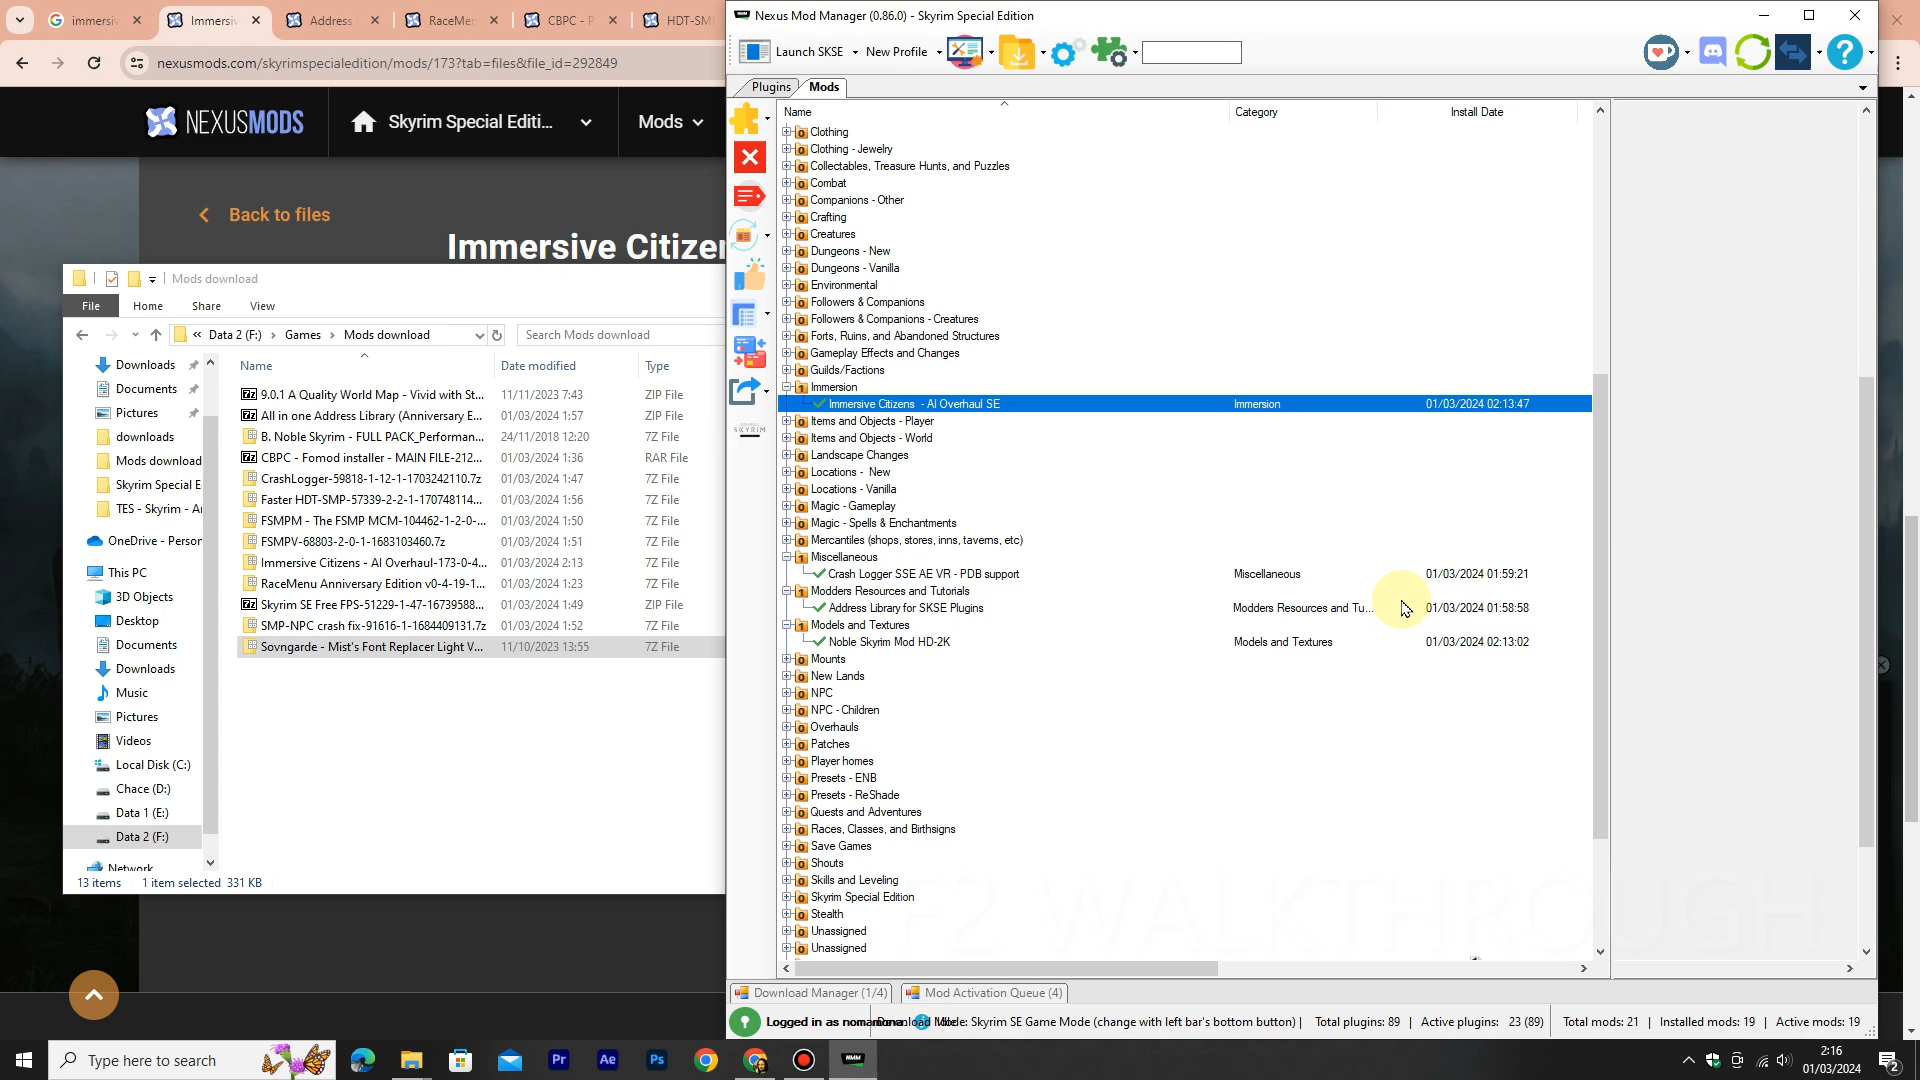 immersiv
Immersiv
Address
RaceMen
CBPC - P
HDT-SMP
nexusmods.com/skyrimspecialedition/mods/173?tab=files&file_id=292849
NEXUSMODS
Skyrim Special Editi...
Mods
Back to files
Immersive Citizen
Mods download
File
Home
Share
View
« Data 2 (F:) > Games > Mods download
Search Mods download
Downloads
Documents
Pictures
downloads
Mods download
Skyrim Special E
TES - Skyrim - An
OneDrive - Person
This PC
3D Objects
Desktop
Documents
Downloads
Music
Pictures
Videos
Local Disk (C:)
Chace (D:)
Data 1 (E:)
Data 2 (F:)
Network
Name Date modified Type
9.0.1 A Quality World Map - Vivid with St... 11/11/2023 7:43 ZIP File
All in one Address Library (Anniversary E... 01/03/2024 1:57 ZIP File
B. Noble Skyrim - FULL PACK_Performan... 24/11/2018 12:20 7Z File
CBPC - Fomod installer - MAIN FILE-212... 01/03/2024 1:36 RAR File
CrashLogger-59818-1-12-1-1703242110.7z 01/03/2024 1:47 7Z File
Faster HDT-SMP-57339-2-2-1-170748114... 01/03/2024 1:56 7Z File
FSMPM - The FSMP MCM-104462-1-2-0-... 01/03/2024 1:50 7Z File
FSMPV-68803-2-0-1-1683103460.7z 01/03/2024 1:51 7Z File
Immersive Citizens - AI Overhaul-173-0-4... 01/03/2024 2:13 7Z File
RaceMenu Anniversary Edition v0-4-19-1... 01/03/2024 1:23 7Z File
Skyrim SE Free FPS-51229-1-47-16739588... 01/03/2024 1:49 ZIP File
SMP-NPC crash fix-91616-1-1684409131.7z 01/03/2024 1:52 7Z File
Sovngarde - Mist's Font Replacer Light V... 11/10/2023 13:55 7Z File
13 items 1 item selected 331 KB
Nexus Mod Manager (0.86.0) - Skyrim Special Edition
Launch SKSE
New Profile
Plugins
Mods
SKYRIM
Name Category Install Date
Clothing
Clothing - Jewelry
Collectables, Treasure Hunts, and Puzzles
Combat
Companions - Other
Crafting
Creatures
Dungeons - New
Dungeons - Vanilla
Environmental
Followers & Companions
Followers & Companions - Creatures
Forts, Ruins, and Abandoned Structures
Gameplay Effects and Changes
Guilds/Factions
Immersion
Immersive Citizens - AI Overhaul SE Immersion 01/03/2024 02:13:47
Items and Objects - Player
Items and Objects - World
Landscape Changes
Locations - New
Locations - Vanilla
Magic - Gameplay
Magic - Spells & Enchantments
Mercantiles (shops, stores, inns, taverns, etc)
Miscellaneous
Crash Logger SSE AE VR - PDB support Miscellaneous 01/03/2024 01:59:21
Modders Resources and Tutorials
Address Library for SKSE Plugins Modders Resources and Tu... 01/03/2024 01:58:58
Models and Textures
Noble Skyrim Mod HD-2K Models and Textures 01/03/2024 02:13:02
Mounts
New Lands
NPC
NPC - Children
Overhauls
Patches
Player homes
Presets - ENB
Presets - ReShade
Quests and Adventures
Races, Classes, and Birthsigns
Save Games
Shouts
Skills and Leveling
Skyrim Special Edition
Stealth
Unassigned
Unassigned
F2 WALKTHROUGH
Download Manager (1/4)
Mod Activation Queue (4)
Logged in as
Skyrim SE Game Mode (change with left bar's bottom button) | Total plugins: 89 | Active plugins: 23 (89) | Total mods: 21 | Installed mods: 19 | Active mods: 19
Type here to search
Pr
Ae
Ps
NMM
2:16
01/03/2024
2